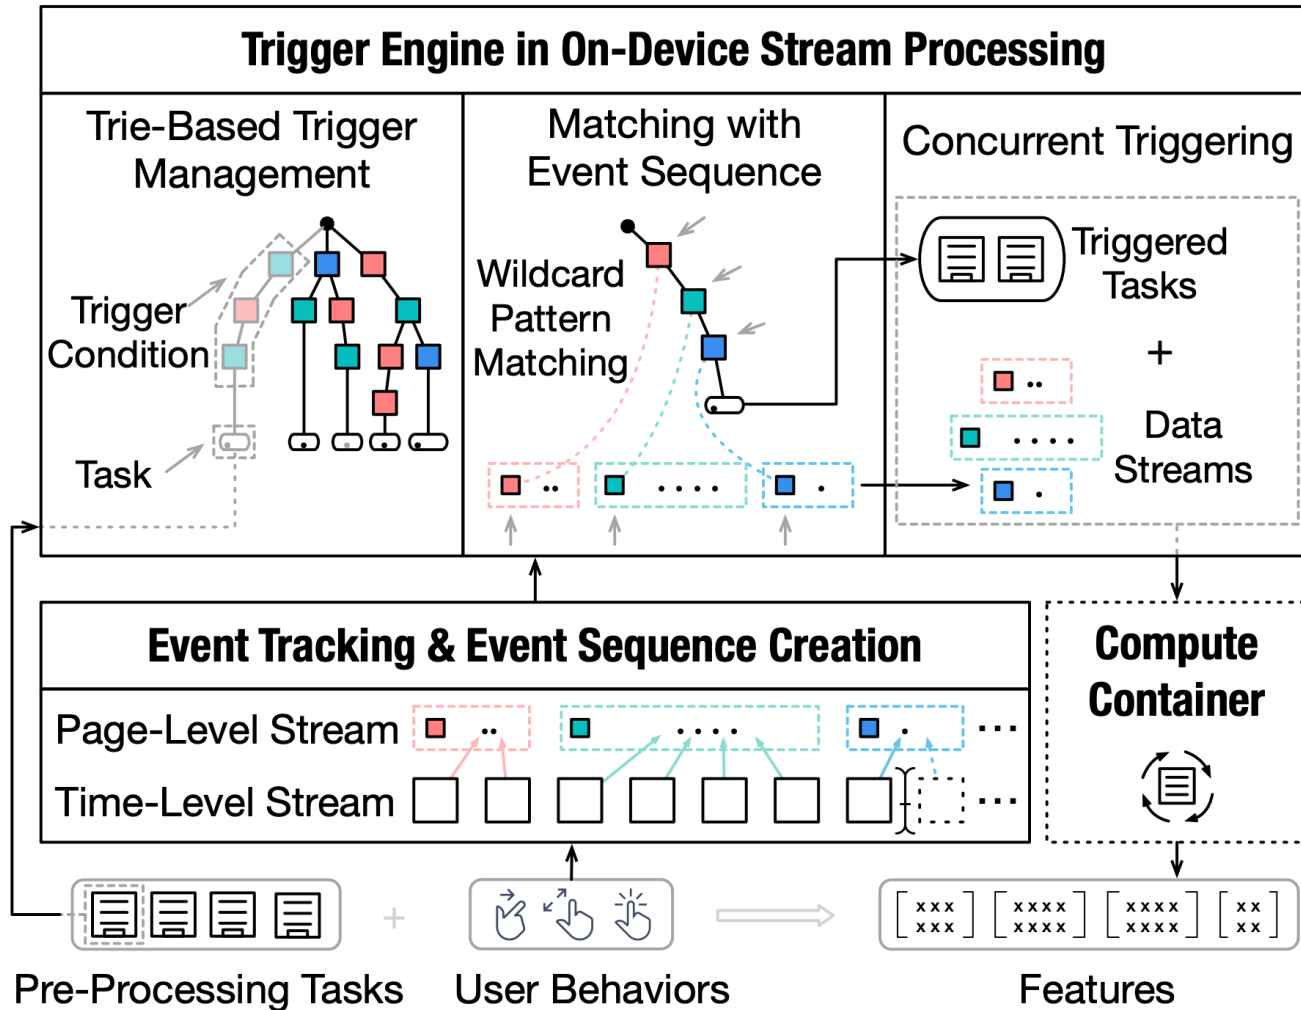 Trigger Engine in On-Device Stream Processing
Trie-Based Trigger
Management
Trigger
Condition
Task
Matching with
Event Sequence
Wildcard
Pattern
Matching
Concurrent Triggering
Triggered
Tasks
+
Data
Streams
Event Tracking & Event Sequence Creation
Page-Level Stream
Time-Level Stream
Compute
Container
+
x x x
x x x
x x x x
x x x x
x x x x
x x x x
x x
x x
Pre-Processing Tasks
User Behaviors
Features